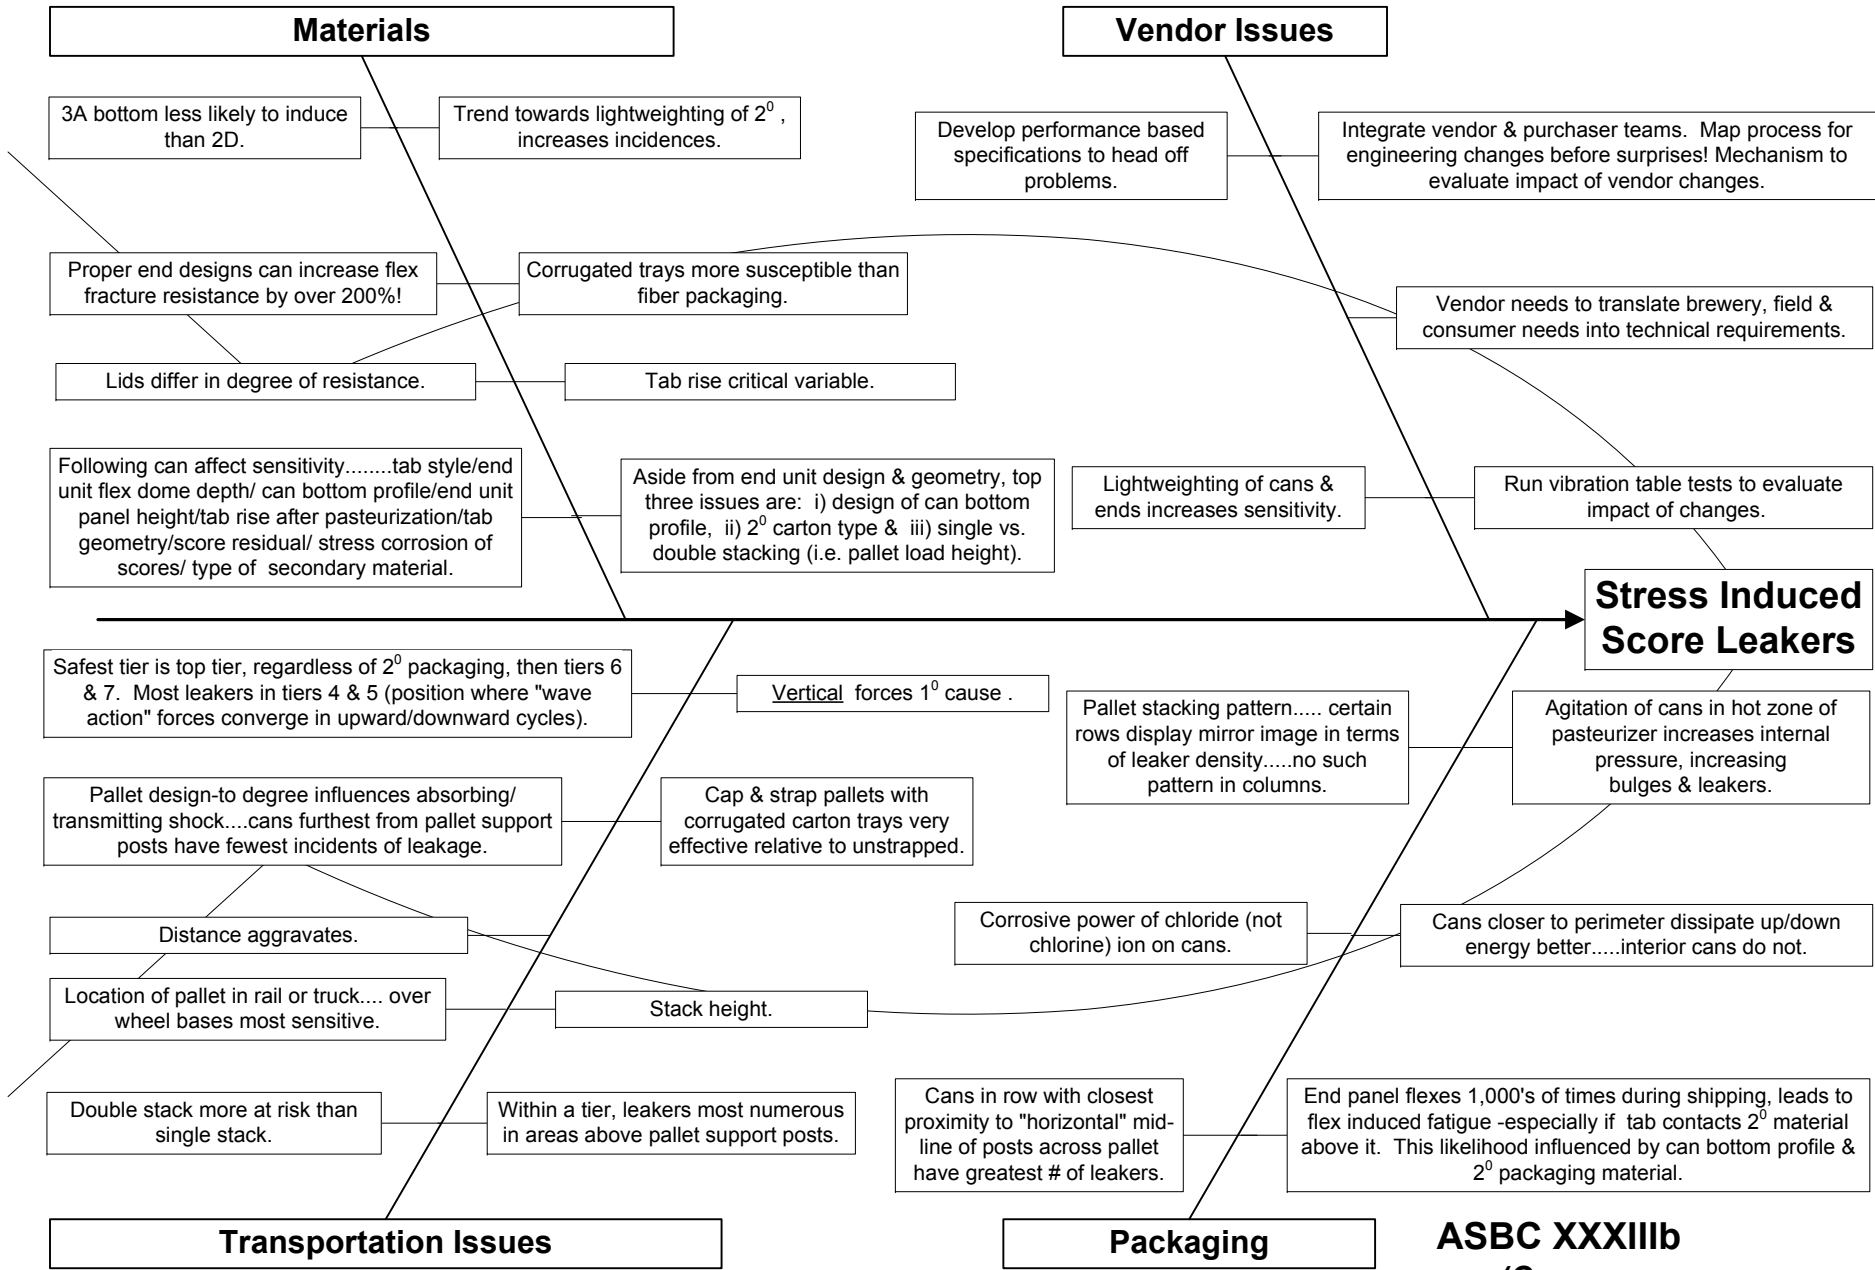 Materials
Vendor Issues
3A bottom less likely to induce
than 2D.
Trend towards lightweighting of 2⁰ ,
increases incidences.
Develop performance based
specifications to head off
problems.
Integrate vendor & purchaser teams.  Map process for
engineering changes before surprises! Mechanism to
evaluate impact of vendor changes.
Proper end designs can increase flex
fracture resistance by over 200%!
Corrugated trays more susceptible than
fiber packaging.
Vendor needs to translate brewery, field &
consumer needs into technical requirements.
Lids differ in degree of resistance.
Tab rise critical variable.
Following can affect sensitivity........tab style/end
unit flex dome depth/ can bottom profile/end unit
panel height/tab rise after pasteurization/tab
geometry/score residual/ stress corrosion of
scores/ type of  secondary material.
Aside from end unit design & geometry, top
three issues are:  i) design of can bottom
profile,  ii) 2⁰ carton type &  iii) single vs.
double stacking (i.e. pallet load height).
Lightweighting of cans &
ends increases sensitivity.
Run vibration table tests to evaluate
impact of changes.
Stress Induced
Score Leakers
Safest tier is top tier, regardless of 2⁰ packaging, then tiers 6
& 7.  Most leakers in tiers 4 & 5 (position where "wave
action" forces converge in upward/downward cycles).
Vertical  forces 1⁰ cause .
Pallet stacking pattern..... certain
rows display mirror image in terms
of leaker density.....no such
pattern in columns.
Agitation of cans in hot zone of
pasteurizer increases internal
pressure, increasing
bulges & leakers.
Pallet design-to degree influences absorbing/
transmitting shock....cans furthest from pallet support
posts have fewest incidents of leakage.
Cap & strap pallets with
corrugated carton trays very
effective relative to unstrapped.
Distance aggravates.
Corrosive power of chloride (not
chlorine) ion on cans.
Cans closer to perimeter dissipate up/down
energy better.....interior cans do not.
Location of pallet in rail or truck.... over
wheel bases most sensitive.
Stack height.
Double stack more at risk than
single stack.
Within a tier, leakers most numerous
in areas above pallet support posts.
Cans in row with closest
proximity to "horizontal" mid-
line of posts across pallet
have greatest # of leakers.
End panel flexes 1,000's of times during shipping, leads to
flex induced fatigue -especially if  tab contacts 2⁰ material
above it.  This likelihood influenced by can bottom profile &
2⁰ packaging material.
Transportation Issues
Packaging
ASBC XXXIIIb